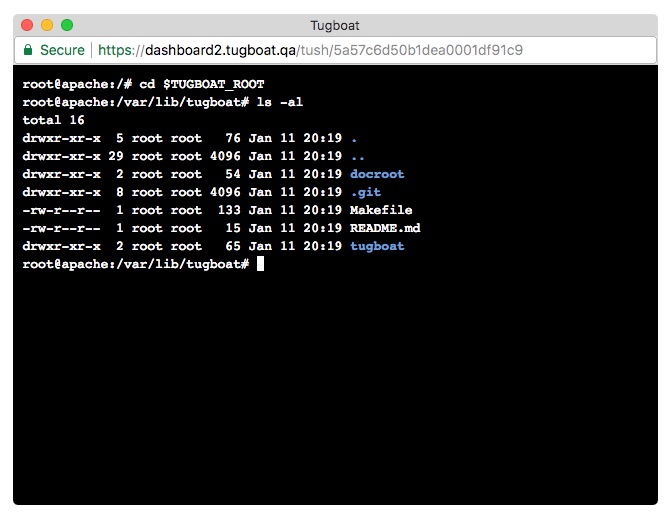 Tugboat
Secure https://dashboard2.tugboat.qa/tush/5a57c6d50b1dea0001df91c9
root@apache:/# cd $TUGBOAT_ROOT
root@apache:/var/lib/tugboat# ls -al
total 16
drwxr-xr-x  5 root root   76 Jan 11 20:19 .
drwxr-xr-x 29 root root 4096 Jan 11 20:19 ..
drwxr-xr-x  2 root root   54 Jan 11 20:19 docroot
drwxr-xr-x  8 root root 4096 Jan 11 20:19 .git
-rw-r--r--  1 root root  133 Jan 11 20:19 Makefile
-rw-r--r--  1 root root   15 Jan 11 20:19 README.md
drwxr-xr-x  2 root root   65 Jan 11 20:19 tugboat
root@apache:/var/lib/tugboat#